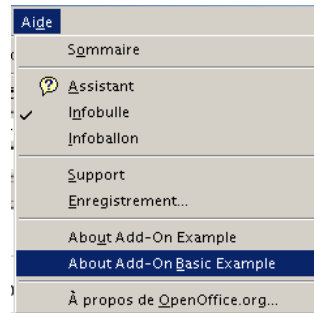 Aide
Sommaire
Assistant
Infobulle
Infoballon
Support
Enregistrement...
About Add-On Example
About Add-On Basic Example
À propos de OpenOffice.org...